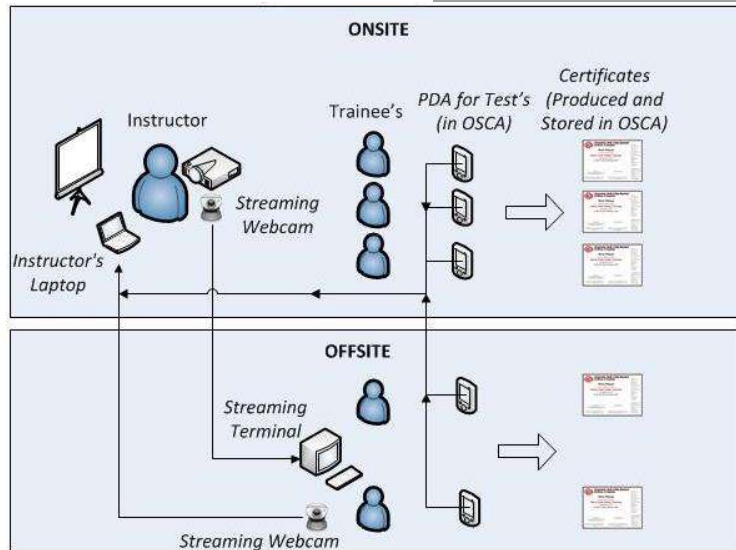 ONSITE
Instructor
Streaming
Webcam
Instructor's
Laptop
Trainee's
PDA for Test's
(in OSCA)
Certificates
(Produced and
Stored in OSCA)
OFFSITE
Streaming
Terminal
Streaming Webcam